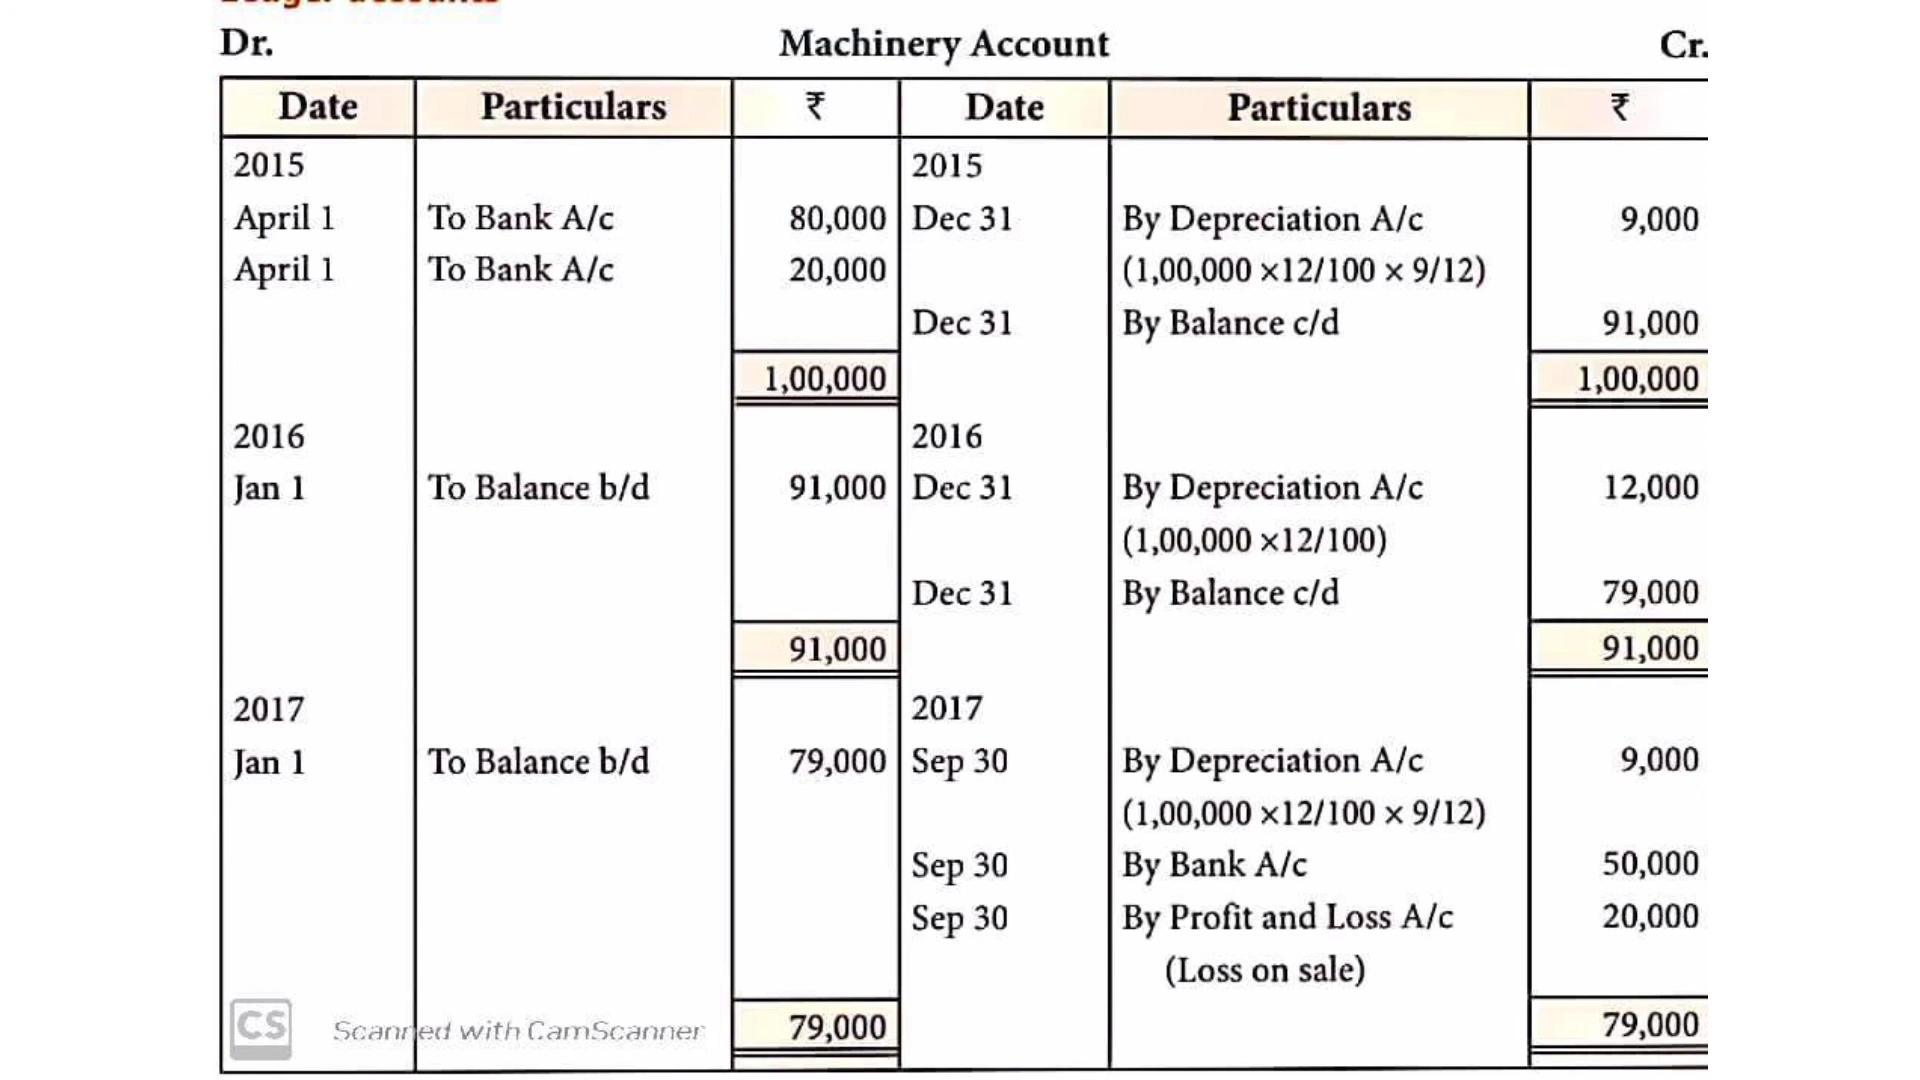 Ledger accounts
Dr. Machinery Account Cr.
Date Particulars ₹ Date Particulars ₹
2015 2015
April 1 To Bank A/c 80,000 Dec 31 By Depreciation A/c 9,000
April 1 To Bank A/c 20,000 (1,00,000 ×12/100 × 9/12)
Dec 31 By Balance c/d 91,000
1,00,000 1,00,000
2016 2016
Jan 1 To Balance b/d 91,000 Dec 31 By Depreciation A/c 12,000
(1,00,000 ×12/100)
Dec 31 By Balance c/d 79,000
91,000 91,000
2017 2017
Jan 1 To Balance b/d 79,000 Sep 30 By Depreciation A/c 9,000
(1,00,000 ×12/100 × 9/12)
Sep 30 By Bank A/c 50,000
Sep 30 By Profit and Loss A/c 20,000
(Loss on sale)
CS Scanned with CamScanner 79,000 79,000